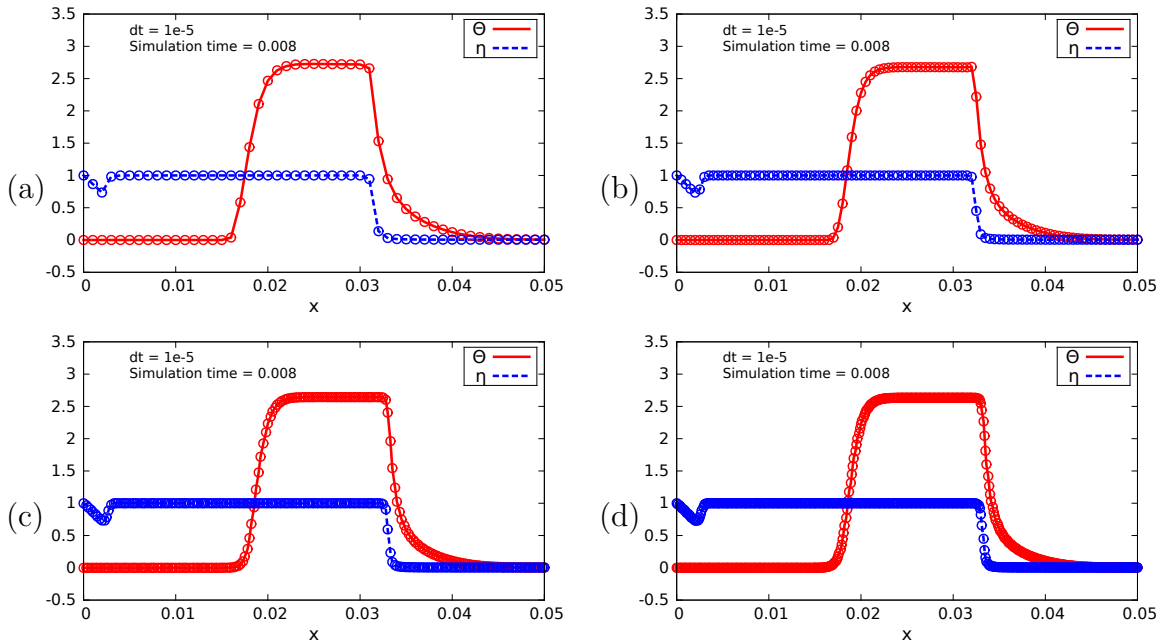 (a)
3.5
3
2.5
2
1.5
1
0.5
0
-0.5
dt = 1e-5
Simulation time = 0.008
Θ
η
0 0.01 0.02 0.03 0.04 0.05
x
(b)
3.5
3
2.5
2
1.5
1
0.5
0
-0.5
dt = 1e-5
Simulation time = 0.008
Θ
η
0 0.01 0.02 0.03 0.04 0.05
x
(c)
3.5
3
2.5
2
1.5
1
0.5
0
-0.5
dt = 1e-5
Simulation time = 0.008
Θ
η
0 0.01 0.02 0.03 0.04 0.05
x
(d)
3.5
3
2.5
2
1.5
1
0.5
0
-0.5
dt = 1e-5
Simulation time = 0.008
Θ
η
0 0.01 0.02 0.03 0.04 0.05
x